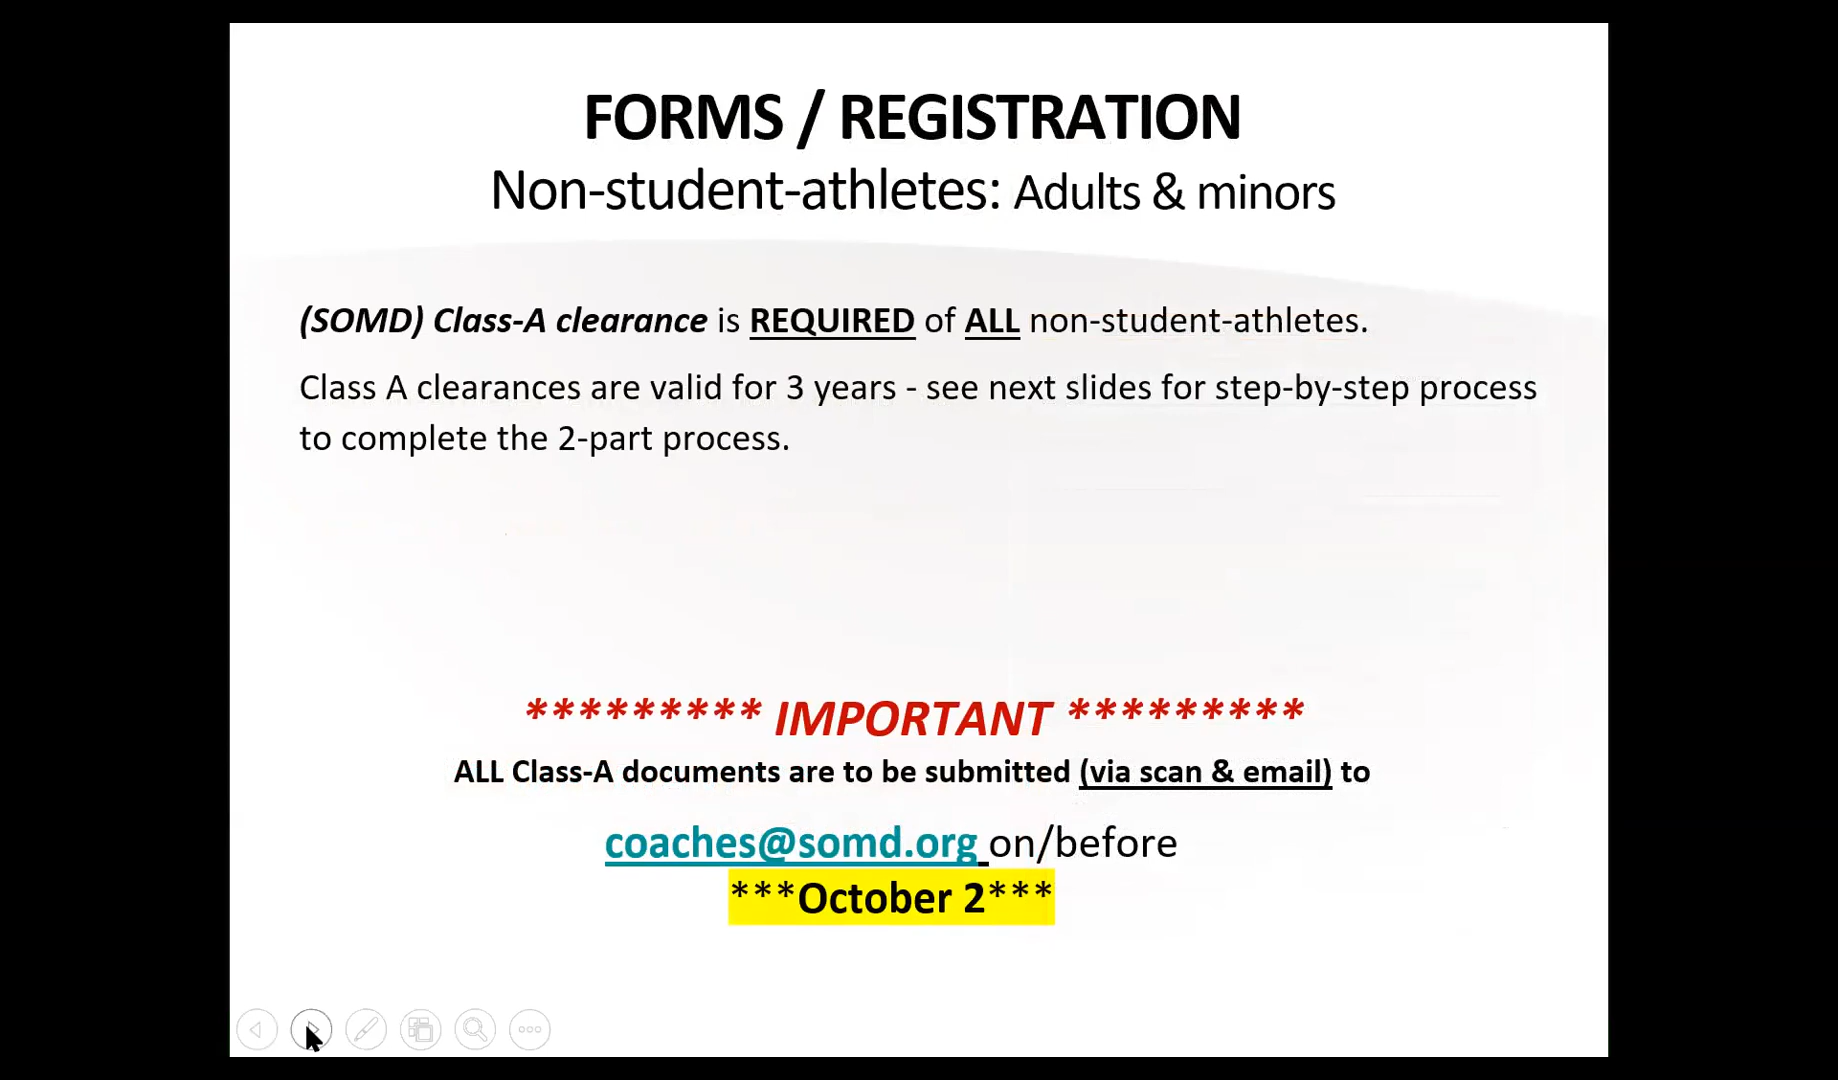 FORMS / REGISTRATION
Non-student-athletes: Adults & minors
(SOMD) Class-A clearance is REQUIRED of ALL non-student-athletes.
Class A clearances are valid for 3 years - see next slides for step-by-step process
to complete the 2-part process.
********* IMPORTANT *********
ALL Class-A documents are to be submitted (via scan & email) to
coaches@somd.org on/before
***October 2***